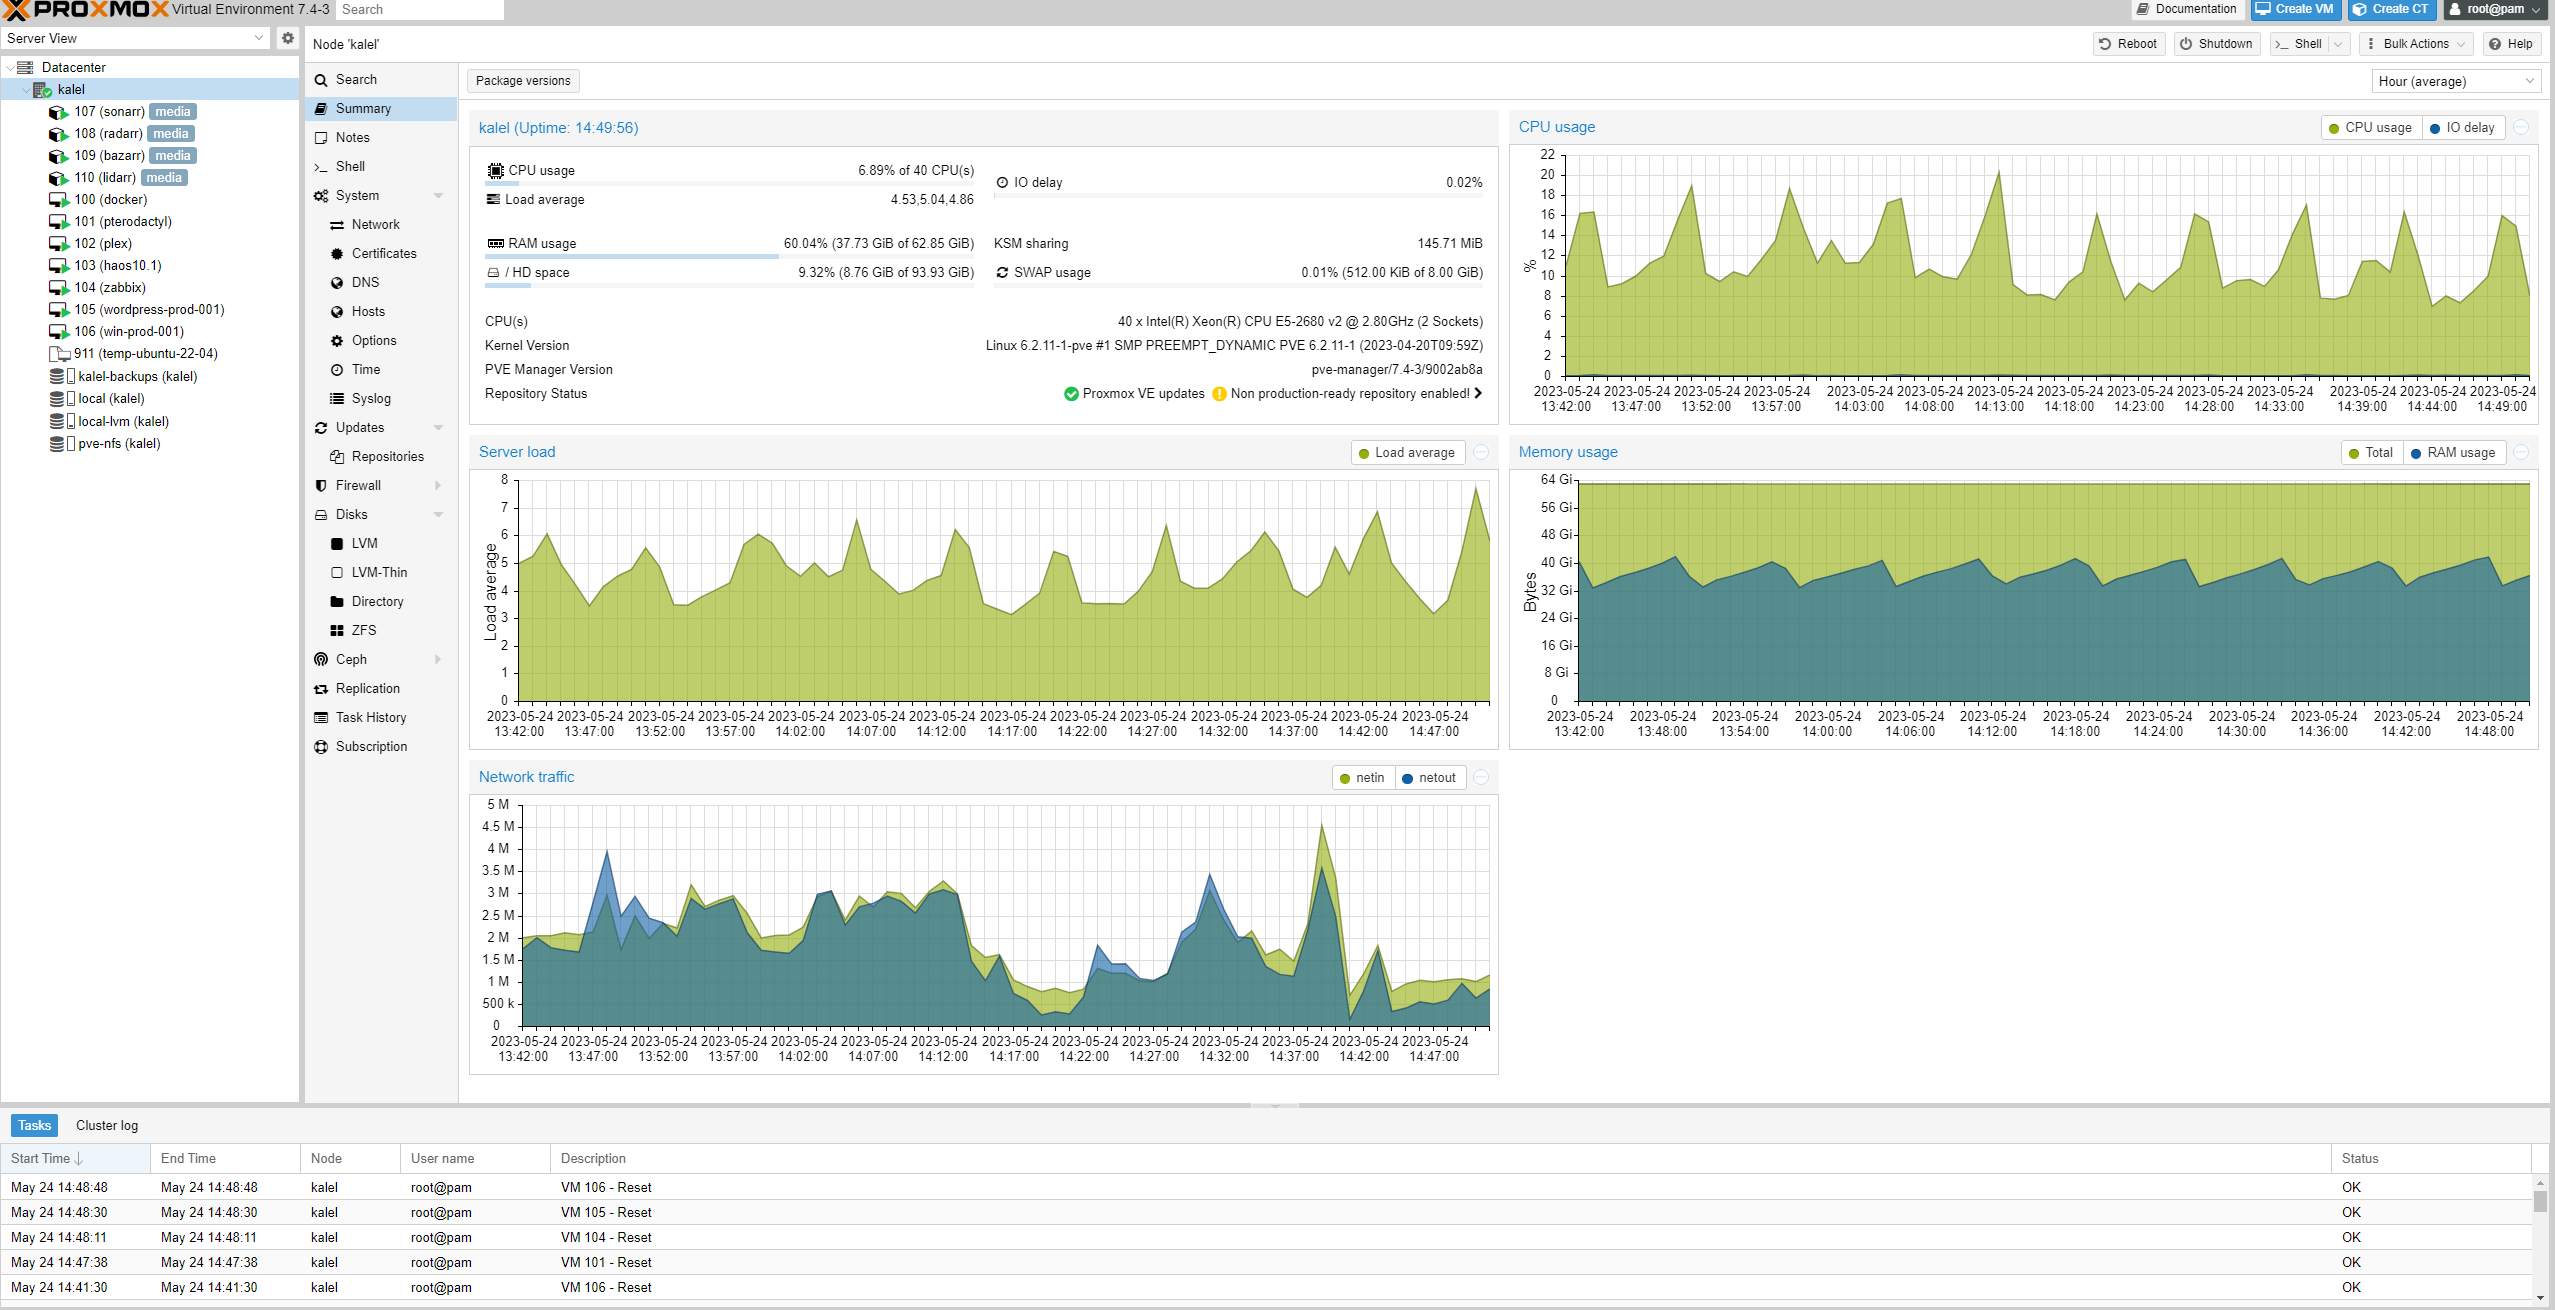 PROXMOX Virtual Environment 7.4-3 Search Documentation Create VM Create CT root@pam
Server View
Node 'kalel' Reboot Shutdown Shell Bulk Actions Help
Datacenter
kalel
107 (sonarr) media
108 (radarr) media
109 (bazarr) media
110 (lidarr) media
100 (docker)
101 (pterodactyl)
102 (plex)
103 (haos10.1)
104 (zabbix)
105 (wordpress-prod-001)
106 (win-prod-001)
911 (temp-ubuntu-22-04)
kalel-backups (kalel)
local (kalel)
local-lvm (kalel)
pve-nfs (kalel)
Search
Summary
Notes
Shell
System
Network
Certificates
DNS
Hosts
Options
Time
Syslog
Updates
Repositories
Firewall
Disks
LVM
LVM-Thin
Directory
ZFS
Ceph
Replication
Task History
Subscription
Package versions Hour (average)
kalel (Uptime: 14:49:56)
CPU usage 6.89% of 40 CPU(s)
IO delay 0.02%
Load average 4.53,5.04,4.86
RAM usage 60.04% (37.73 GiB of 62.85 GiB) KSM sharing 145.71 MiB
/ HD space 9.32% (8.76 GiB of 93.93 GiB) SWAP usage 0.01% (512.00 KiB of 8.00 GiB)
CPU(s) 40 x Intel(R) Xeon(R) CPU E5-2680 v2 @ 2.80GHz (2 Sockets)
Kernel Version Linux 6.2.11-1-pve #1 SMP PREEMPT_DYNAMIC PVE 6.2.11-1 (2023-04-20T09:59Z)
PVE Manager Version pve-manager/7.4-3/9002ab8a
Repository Status Proxmox VE updates Non production-ready repository enabled!
CPU usage CPU usage IO delay
22
20
18
16
14
12
10
8
6
4
2
0
%
2023-05-24 2023-05-24 2023-05-24 2023-05-24 2023-05-24 2023-05-24 2023-05-24 2023-05-24 2023-05-24 2023-05-24 2023-05-24 2023-05-24 2023-05-24 2023-05-24
13:42:00 13:47:00 13:52:00 13:57:00 14:03:00 14:08:00 14:13:00 14:18:00 14:23:00 14:28:00 14:33:00 14:39:00 14:44:00 14:49:00
Server load Load average
8
7
6
5
4
3
2
1
0
Load average
2023-05-24 2023-05-24 2023-05-24 2023-05-24 2023-05-24 2023-05-24 2023-05-24 2023-05-24 2023-05-24 2023-05-24 2023-05-24 2023-05-24 2023-05-24 2023-05-24
13:42:00 13:47:00 13:52:00 13:57:00 14:02:00 14:07:00 14:12:00 14:17:00 14:22:00 14:27:00 14:32:00 14:37:00 14:42:00 14:47:00
Memory usage Total RAM usage
64 Gi
56 Gi
48 Gi
40 Gi
32 Gi
24 Gi
16 Gi
8 Gi
0
Bytes
2023-05-24 2023-05-24 2023-05-24 2023-05-24 2023-05-24 2023-05-24 2023-05-24 2023-05-24 2023-05-24 2023-05-24 2023-05-24 2023-05-24
13:42:00 13:48:00 13:54:00 14:00:00 14:06:00 14:12:00 14:18:00 14:24:00 14:30:00 14:36:00 14:42:00 14:48:00
Network traffic netin netout
5 M
4.5 M
4 M
3.5 M
3 M
2.5 M
2 M
1.5 M
1 M
500 k
0
2023-05-24 2023-05-24 2023-05-24 2023-05-24 2023-05-24 2023-05-24 2023-05-24 2023-05-24 2023-05-24 2023-05-24 2023-05-24 2023-05-24 2023-05-24 2023-05-24
13:42:00 13:47:00 13:52:00 13:57:00 14:02:00 14:07:00 14:12:00 14:17:00 14:22:00 14:27:00 14:32:00 14:37:00 14:42:00 14:47:00
Tasks Cluster log
Start Time End Time Node User name Description Status
May 24 14:48:48 May 24 14:48:48 kalel root@pam VM 106 - Reset OK
May 24 14:48:30 May 24 14:48:30 kalel root@pam VM 105 - Reset OK
May 24 14:48:11 May 24 14:48:11 kalel root@pam VM 104 - Reset OK
May 24 14:47:38 May 24 14:47:38 kalel root@pam VM 101 - Reset OK
May 24 14:41:30 May 24 14:41:30 kalel root@pam VM 106 - Reset OK